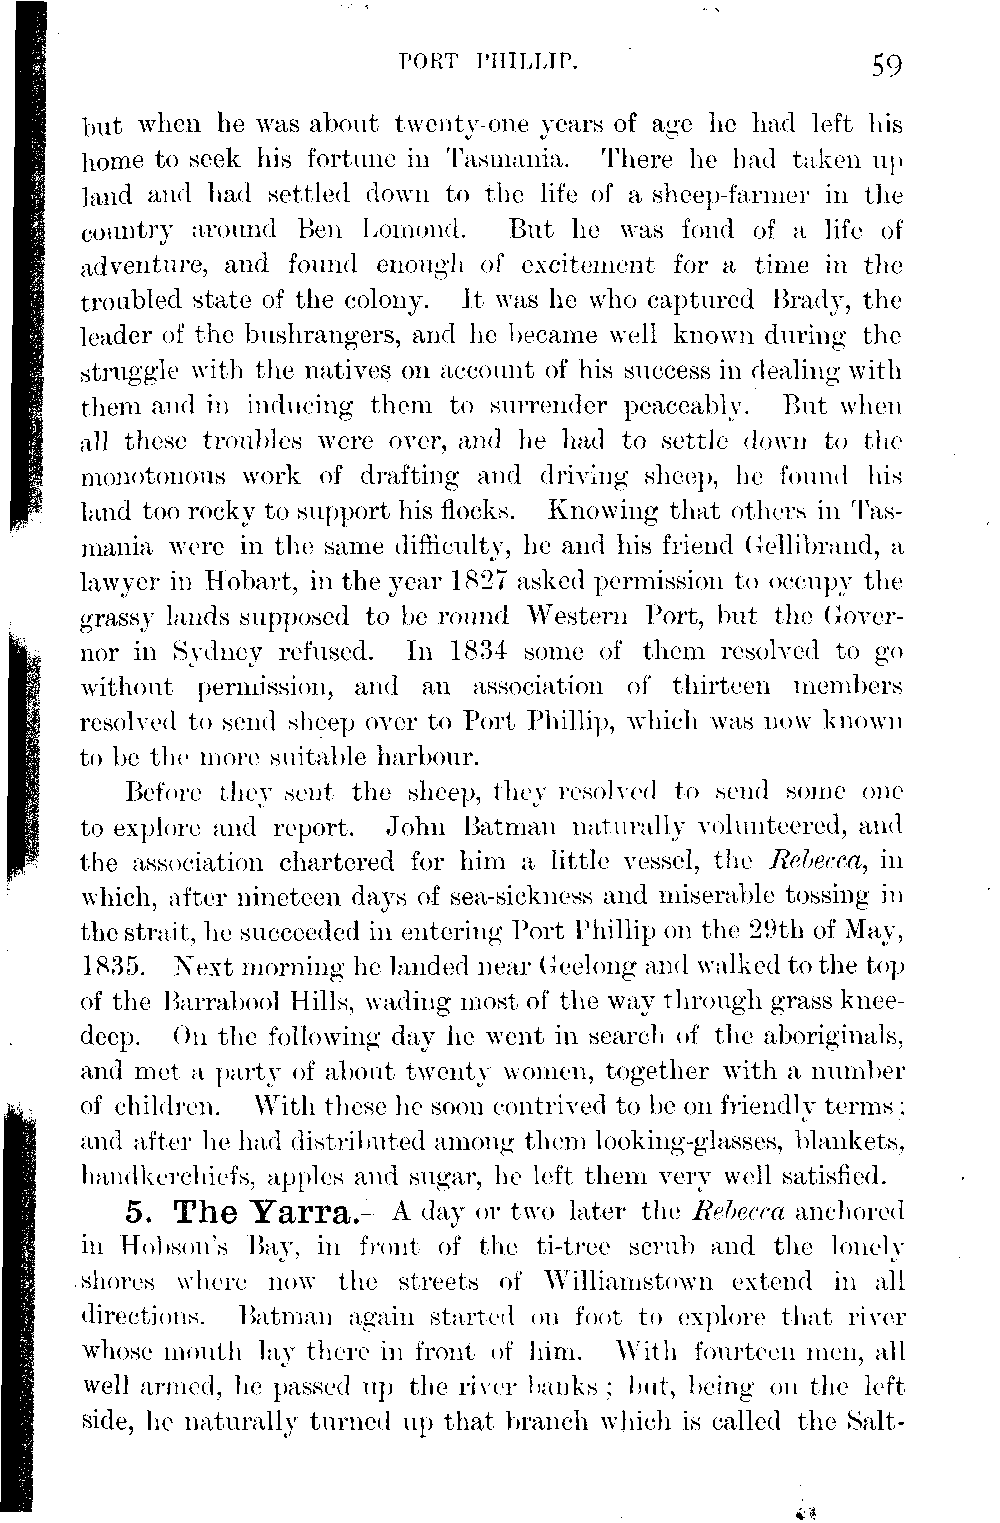 PORT PHILLIP. 59
but when he was about twenty-one years of age he had left his
home to seek his fortune in Tasmania. There he had taken up
land and had settled down to the life of a sheep-farmer in the
country around Ben Lomond. But he was fond of a life of
adventure, and found enough of excitement for a time in the
troubled state of the colony. It was he who captured Brady, the
leader of the bushrangers, and he became well known during the
struggle with the natives on account of his success in dealing with
them and in inducing them to surrender peaceably. But when
all these troubles were over, and he had to settle down to the
monotonous work of drafting and driving sheep, he found his
land too rocky to support his flocks. Knowing that others in Tas-
mania were in the same difficulty, he and his friend Gellibrand, a
lawyer in Hobart, in the year 1827 asked permission to occupy the
grassy lands supposed to be round Western Port, but the Gover-
nor in Sydney refused. In 1834 some of them resolved to go
without permission, and an association of thirteen members
resolved to send sheep over to Port Phillip, which was now known
to be the more suitable harbour.
Before they sent the sheep, they resolved to send some one
to explore and report. John Batman naturally volunteered, and
the association chartered for him a little vessel, the Rebecca, in
which, after nineteen days of sea-sickness and miserable tossing in
the strait, he succeeded in entering Port Phillip on the 29th of May,
1835. Next morning he landed near Geelong and walked to the top
of the Barrabool Hills, wading most of the way through grass knee-
deep. On the following day he went in search of the aboriginals,
and met a party of about twenty women, together with a number
of children. With these he soon contrived to be on friendly terms;
and after he had distributed among them looking-glasses, blankets,
handkerchiefs, apples and sugar, he left them very well satisfied.
5. The Yarra.- A day or two later the Rebecca anchored
in Hobson's Bay, in front of the ti-tree scrub and the lonely
shores where now the streets of Williamstown extend in all
directions. Batman again started on foot to explore that river
whose mouth lay there in front of him. With fourteen men, all
well armed, he passed up the river banks; but, being on the left
side, he naturally turned up that branch which is called the Salt-